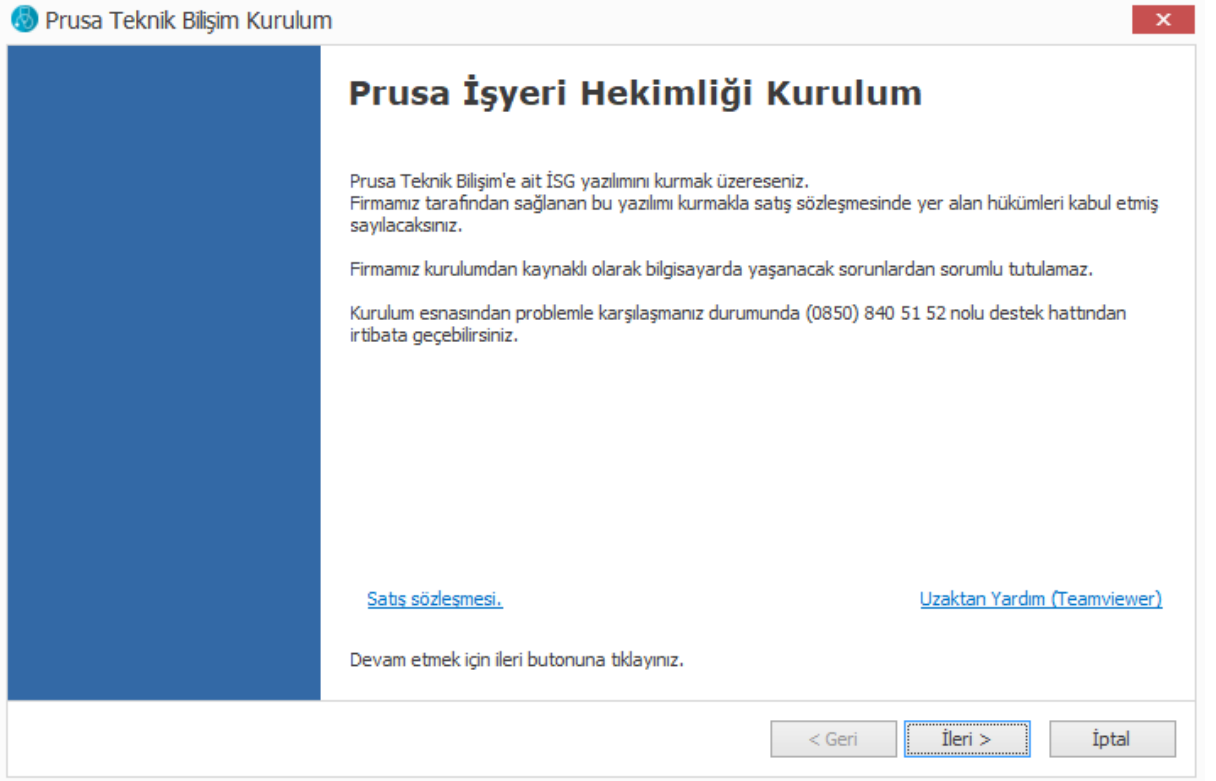 Prusa Teknik Bilişim Kurulum
Prusa İşyeri Hekimliği Kurulum
Prusa Teknik Bilişim'e ait İSG yazılımını kurmak üzereseniz.
Firmamız tarafından sağlanan bu yazılımı kurmakla satış sözleşmesinde yer alan hükümleri kabul etmiş
sayılacaksınız.
Firmamız kurulumdan kaynaklı olarak bilgisayarda yaşanacak sorunlardan sorumlu tutulamaz.
Kurulum esnasından problemle karşılaşmanız durumunda (0850) 840 51 52 nolu destek hattından
irtibata geçebilirsiniz.
Satış sözleşmesi.
Uzaktan Yardım (Teamviewer)
Devam etmek için ileri butonuna tıklayınız.
< Geri
İleri >
İptal